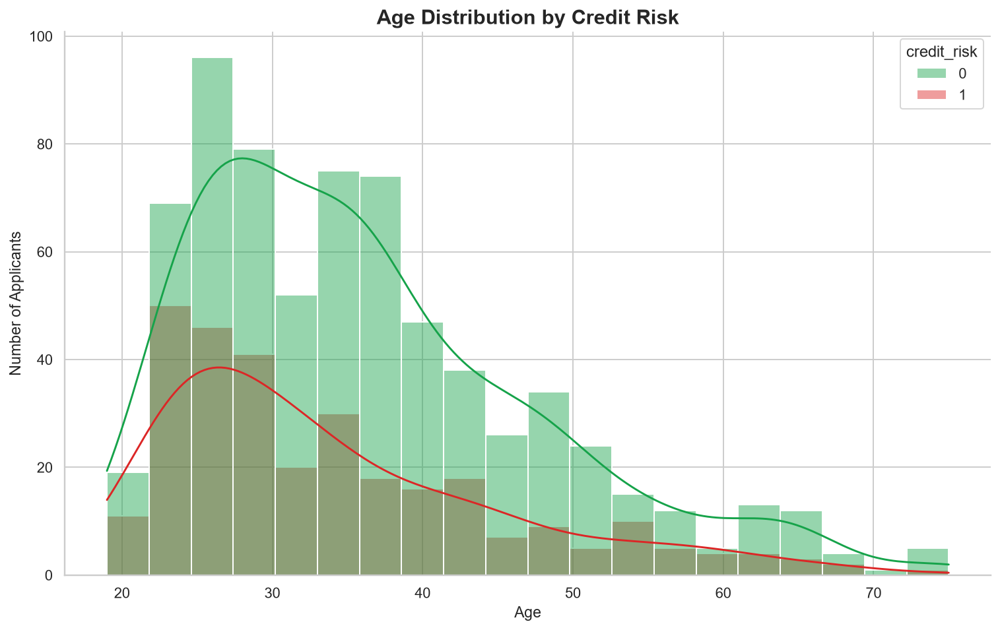 Age Distribution by Credit Risk
credit_risk
0
1
Number of Applicants
100
80
60
40
20
0
20 30 40 50 60 70
Age